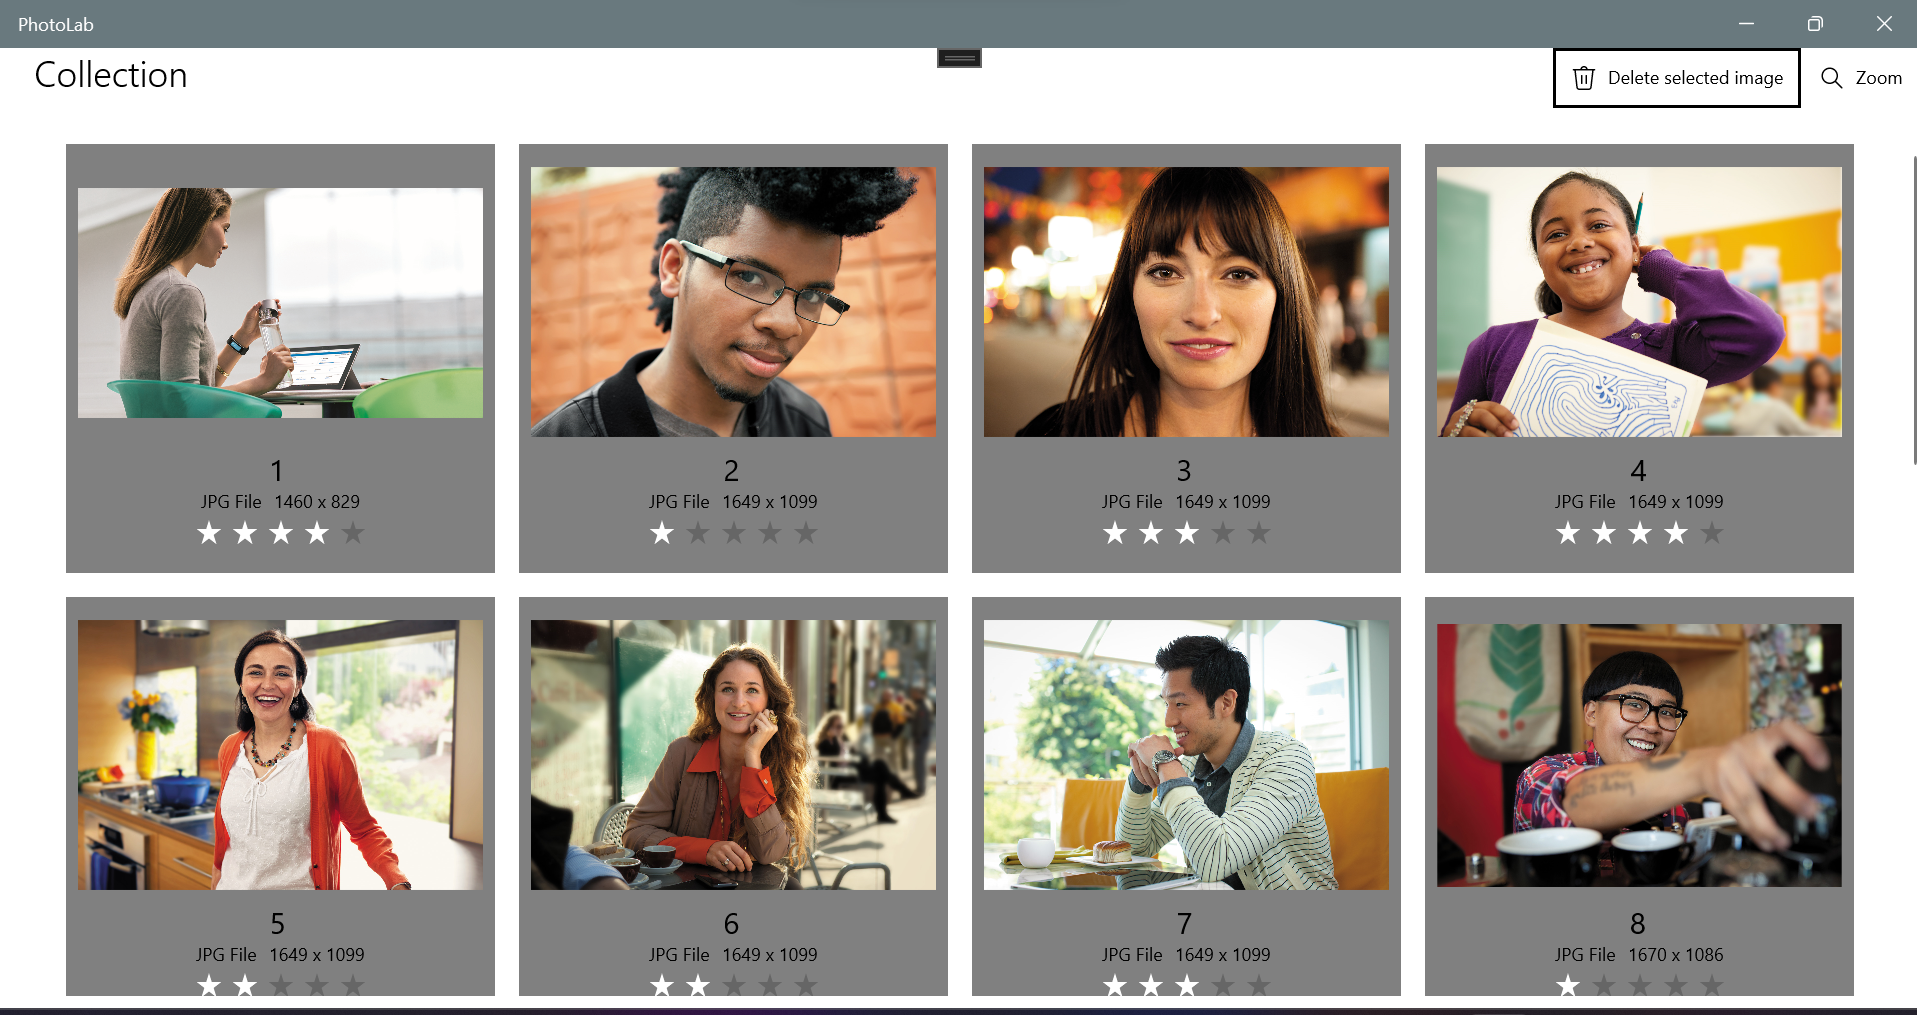 PhotoLab
Collection
Delete selected image
Zoom
1
JPG File 1460 x 829
2
JPG File 1649 x 1099
3
JPG File 1649 x 1099
4
JPG File 1649 x 1099
5
JPG File 1649 x 1099
6
JPG File 1649 x 1099
7
JPG File 1649 x 1099
8
JPG File 1670 x 1086